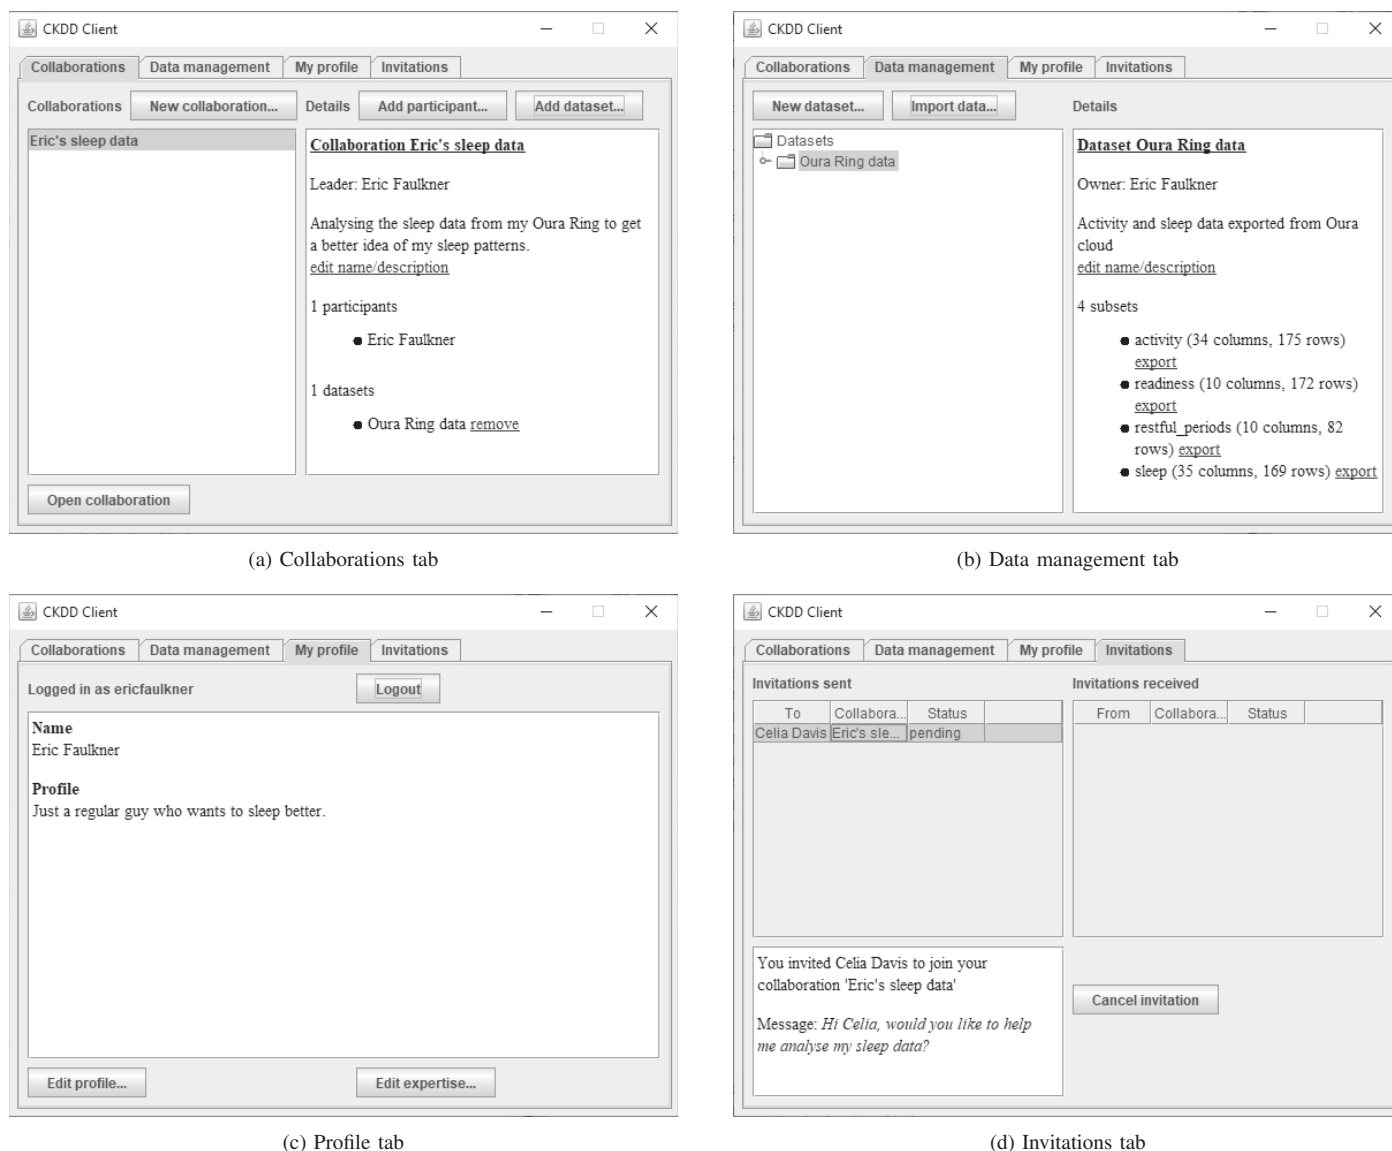 CKDD Client
Collaborations Data management My profile Invitations
Collaborations New collaboration... Details Add participant... Add dataset...
Eric's sleep data
Collaboration Eric's sleep data
Leader: Eric Faulkner
Analysing the sleep data from my Oura Ring to get
a better idea of my sleep patterns.
edit name/description
1 participants
Eric Faulkner
1 datasets
Oura Ring data remove
Open collaboration
(a) Collaborations tab
CKDD Client
Collaborations Data management My profile Invitations
New dataset... Import data... Details
Datasets
Oura Ring data
Dataset Oura Ring data
Owner: Eric Faulkner
Activity and sleep data exported from Oura
cloud
edit name/description
4 subsets
activity (34 columns, 175 rows)
export
readiness (10 columns, 172 rows)
export
restful_periods (10 columns, 82
rows) export
sleep (35 columns, 169 rows) export
(b) Data management tab
CKDD Client
Collaborations Data management My profile Invitations
Logged in as ericfaulkner Logout
Name
Eric Faulkner
Profile
Just a regular guy who wants to sleep better.
Edit profile... Edit expertise...
(c) Profile tab
CKDD Client
Collaborations Data management My profile Invitations
Invitations sent
To Collabora... Status
Celia Davis Eric's sle... pending
Invitations received
From Collabora... Status
You invited Celia Davis to join your
collaboration 'Eric's sleep data'
Message: Hi Celia, would you like to help
me analyse my sleep data?
Cancel invitation
(d) Invitations tab